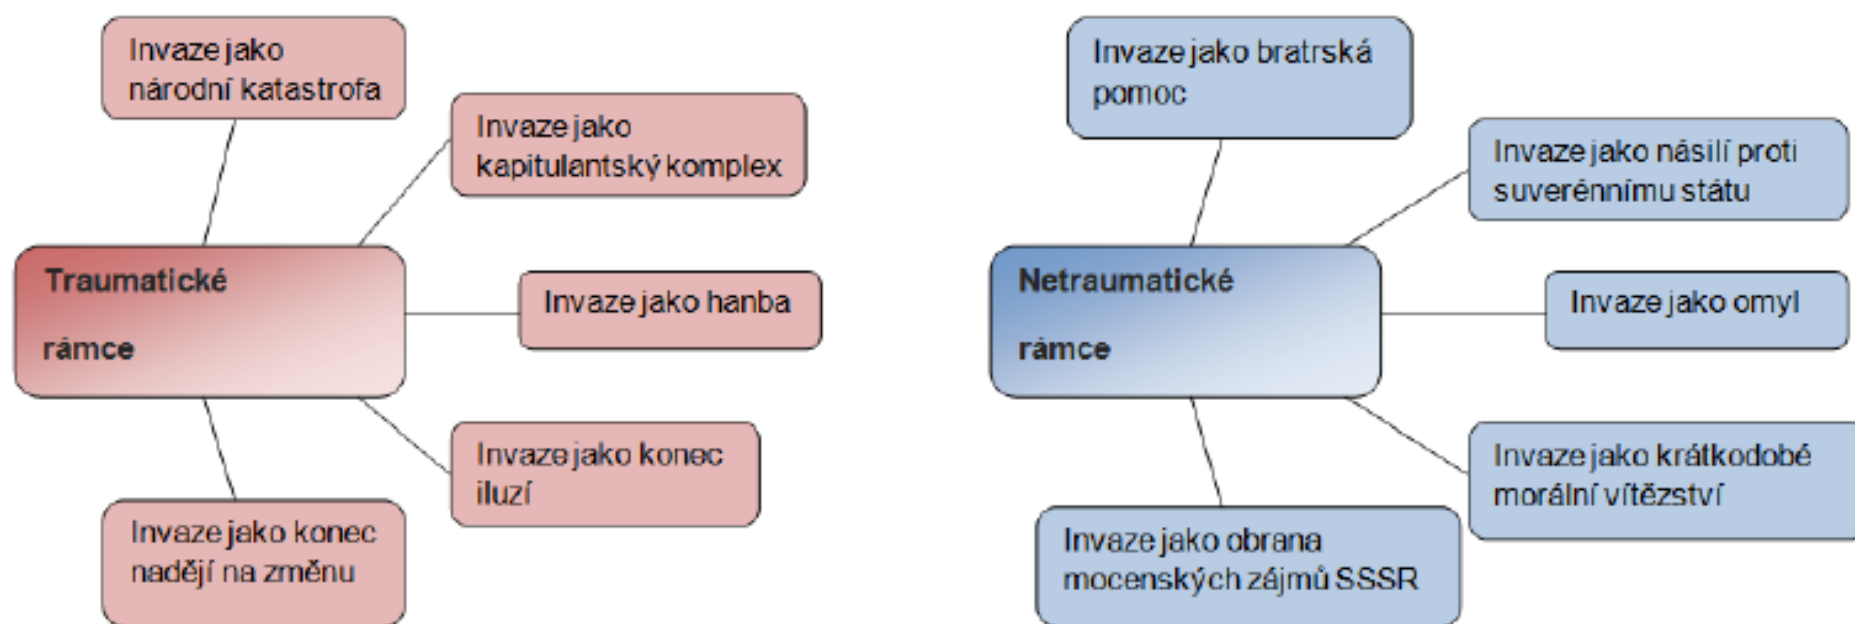 Invaze jako
národní katastrofa
Invaze jako
kapitulantský komplex
Traumatické
rámce
Invaze jako hanba
Invaze jako konec
iluzí
Invaze jako konec
nadějí na změnu
Invaze jako bratrská
pomoc
Invaze jako násilí proti
suverénnímu státu
Netraumatické
rámce
Invaze jako omyl
Invaze jako krátkodobé
morální vítězství
Invaze jako obrana
mocenských zájmů SSSR